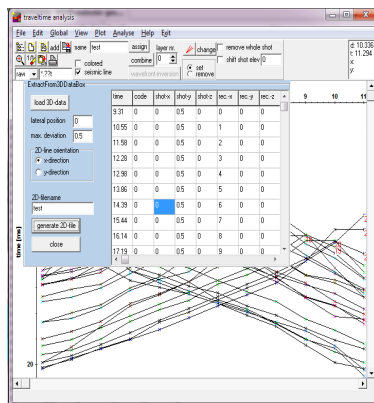 traveltime analysis
File Edit Global View Plot Analyse Help Exit
add name test assign layer nr. change remove whole shot d: 10.336
combine 0 shift shot elev 0 t: 11.294
colored set x:
raw *.??t seismic line wavefront inversion remove y:
ExtractFrom3DDataBox
load 3D-data
lateral position 0
max. deviation 0.5
2D-line orientation
x-direction
y-direction
2D-filename
test
generate 2D-file
close
time code shot-x shot-y shot-z rec.-x rec.-y rec.-z
9.31 0 0 0.5 0 0 0 0
10.55 0 0 0.5 0 1 0 0
11.58 0 0 0.5 0 2 0 0
12.28 0 0 0.5 0 3 0 0
12.98 0 0 0.5 0 4 0 0
13.86 0 0 0.5 0 5 0 0
14.39 0 0 0.5 0 6 0 0
15.44 0 0 0.5 0 7 0 0
16.14 0 0 0.5 0 8 0 0
17.19 0 0 0.5 0 9 0 0
9 10 11
time [ms]
20